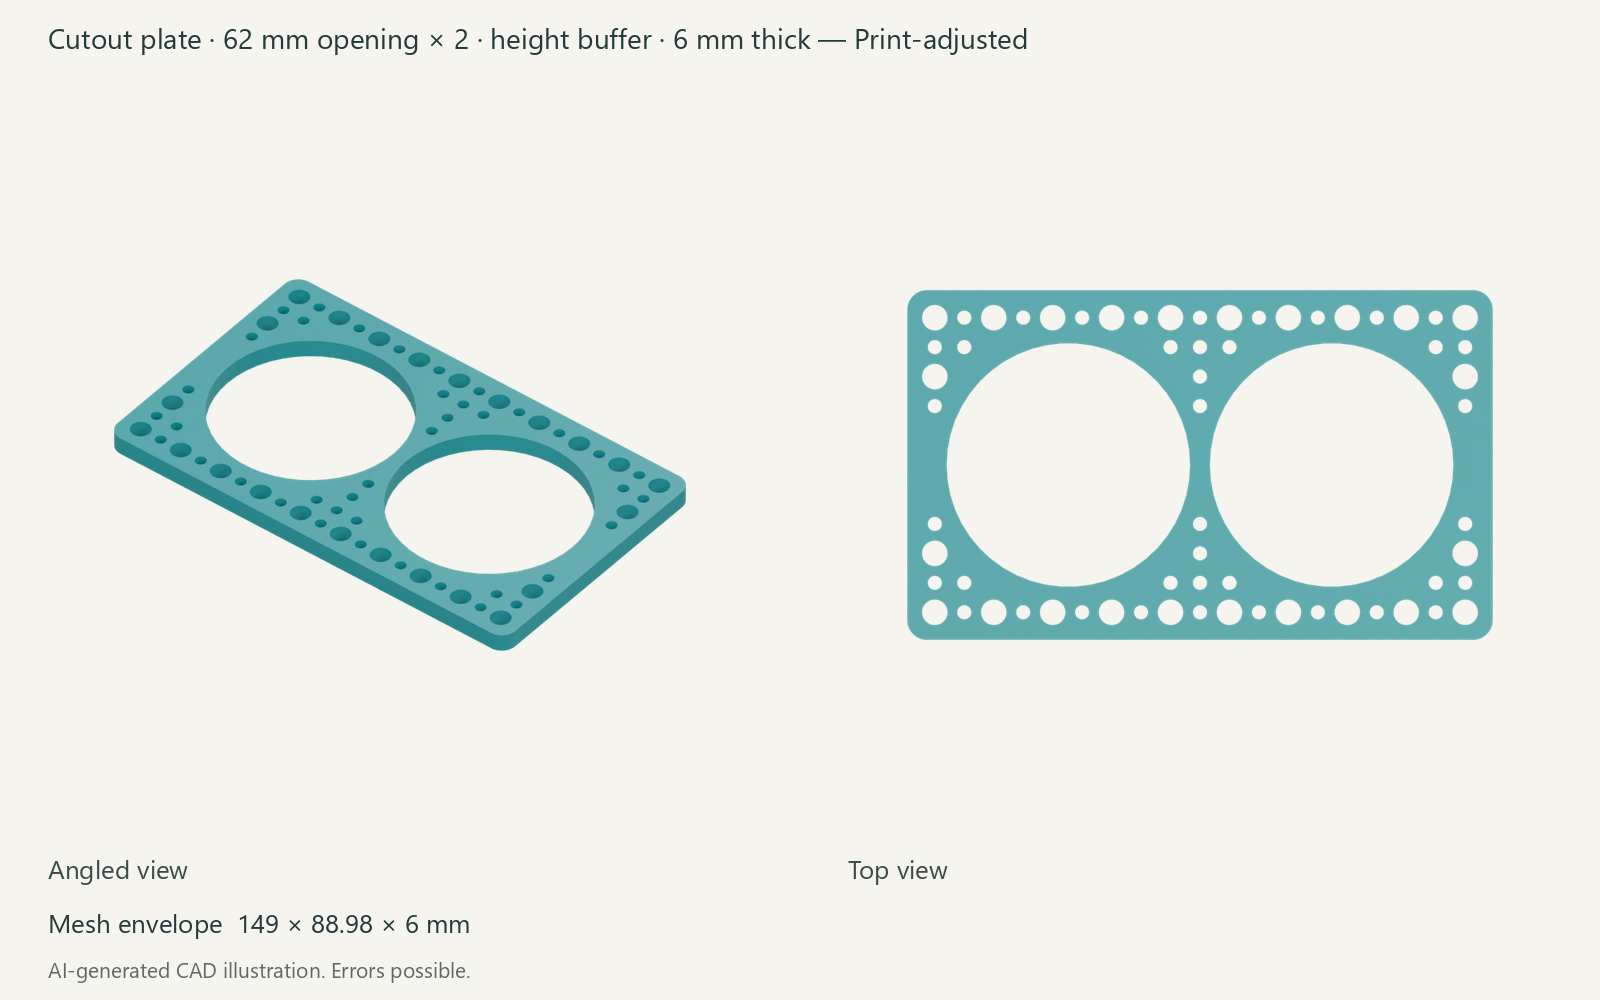 Cutout plate · 62 mm opening × 2 · height buffer · 6 mm thick — Print-adjusted
Angled view
Top view
Mesh envelope 149 × 88.98 × 6 mm
AI-generated CAD illustration. Errors possible.